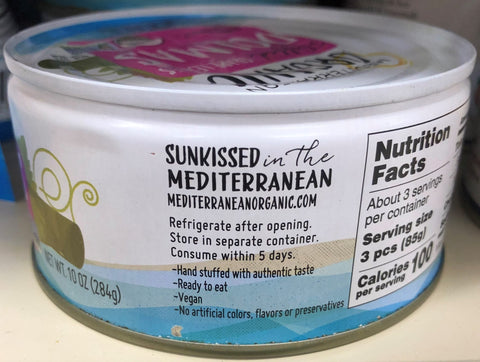 ORGANIC
SUNKISSED in the
MEDITERRANEAN
MEDITERRANEANORGANIC.COM
Refrigerate after opening.
Store in separate container.
Consume within 5 days.
-Hand stuffed with authentic taste
-Ready to eat
-Vegan
-No artificial colors, flavors or preservatives
NET WT. 10 OZ (284g)
Nutrition
Facts
About 3 servings
per container
Serving size
3 pcs (85g)
Calories
per serving 100